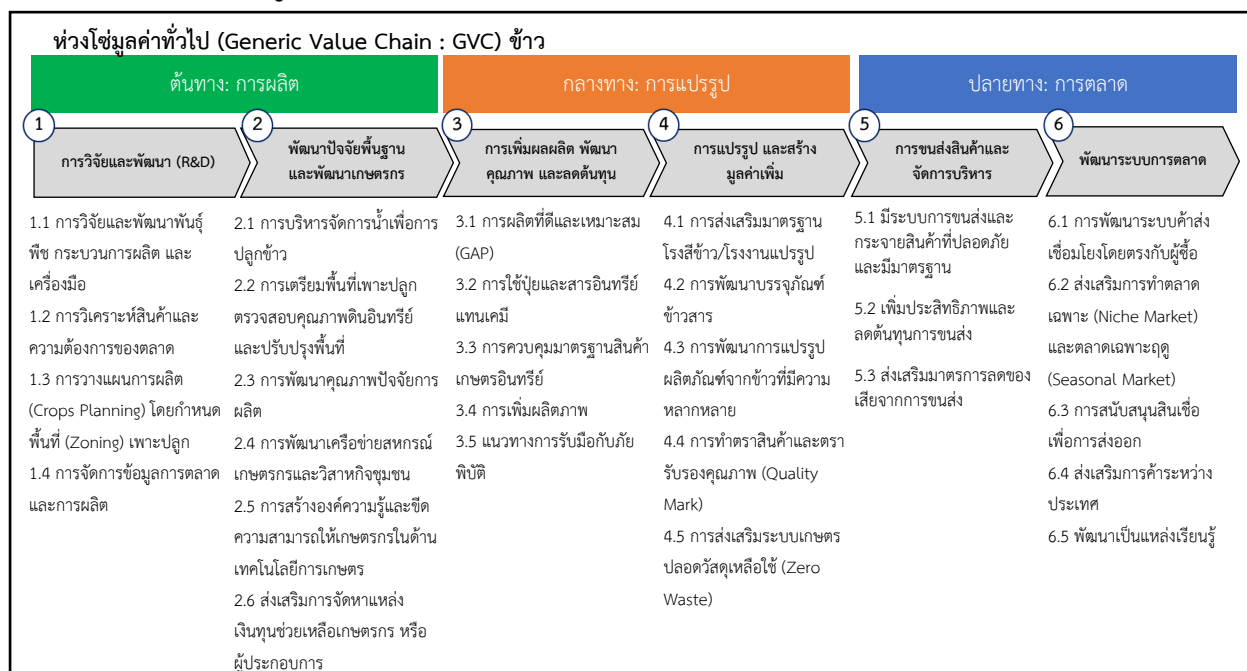 ห่วงโซ่มูลค่าทั่วไป (Generic Value Chain : GVC) ข้าว
ต้นทาง: การผลิต
กลางทาง: การแปรรูป
ปลายทาง: การตลาด
1
การวิจัยและพัฒนา (R&D)
2
พัฒนาปัจจัยพื้นฐาน
และพัฒนาเกษตรกร
3
การเพิ่มผลผลิต พัฒนา
คุณภาพ และลดต้นทุน
4
การแปรรูป และสร้าง
มูลค่าเพิ่ม
5
การขนส่งสินค้าและ
จัดการบริหาร
6
พัฒนาระบบการตลาด
1.1 การวิจัยและพัฒนาพันธุ์
พืช กระบวนการผลิต และ
เครื่องมือ
1.2 การวิเคราะห์สินค้าและ
ความต้องการของตลาด
1.3 การวางแผนการผลิต
(Crops Planning) โดยกำหนด
พื้นที่ (Zoning) เพาะปลูก
1.4 การจัดการข้อมูลการตลาด
และการผลิต
2.1 การบริหารจัดการน้ำเพื่อการ
ปลูกข้าว
2.2 การเตรียมพื้นที่เพาะปลูก
ตรวจสอบคุณภาพดินอินทรีย์
และปรับปรุงพื้นที่
2.3 การพัฒนาคุณภาพปัจจัยการ
ผลิต
2.4 การพัฒนาเครือข่ายสหกรณ์
เกษตรกรและวิสาหกิจชุมชน
2.5 การสร้างองค์ความรู้และขีด
ความสามารถให้เกษตรกรในด้าน
เทคโนโลยีการเกษตร
2.6 ส่งเสริมการจัดหาแหล่ง
เงินทุนช่วยเหลือเกษตรกร หรือ
ผู้ประกอบการ
3.1 การผลิตที่ดีและเหมาะสม
(GAP)
3.2 การใช้ปุ๋ยและสารอินทรีย์
แทนเคมี
3.3 การควบคุมมาตรฐานสินค้า
เกษตรอินทรีย์
3.4 การเพิ่มผลิตภาพ
3.5 แนวทางการรับมือกับภัย
พิบัติ
4.1 การส่งเสริมมาตรฐาน
โรงสีข้าว/โรงงานแปรรูป
4.2 การพัฒนาบรรจุภัณฑ์
ข้าวสาร
4.3 การพัฒนาการแปรรูป
ผลิตภัณฑ์จากข้าวที่มีความ
หลากหลาย
4.4 การทำตราสินค้าและตรา
รับรองคุณภาพ (Quality
Mark)
4.5 การส่งเสริมระบบเกษตร
ปลอดวัสดุเหลือใช้ (Zero
Waste)
5.1 มีระบบการขนส่งและ
กระจายสินค้าที่ปลอดภัย
และมีมาตรฐาน
5.2 เพิ่มประสิทธิภาพและ
ลดต้นทุนการขนส่ง
5.3 ส่งเสริมมาตรการลดของ
เสียจากการขนส่ง
6.1 การพัฒนาระบบค้าส่ง
เชื่อมโยงโดยตรงกับผู้ซื้อ
6.2 ส่งเสริมการทำตลาด
เฉพาะ (Niche Market)
และตลาดเฉพาะฤดู
(Seasonal Market)
6.3 การสนับสนุนสินเชื่อ
เพื่อการส่งออก
6.4 ส่งเสริมการค้าระหว่าง
ประเทศ
6.5 พัฒนาเป็นแหล่งเรียนรู้